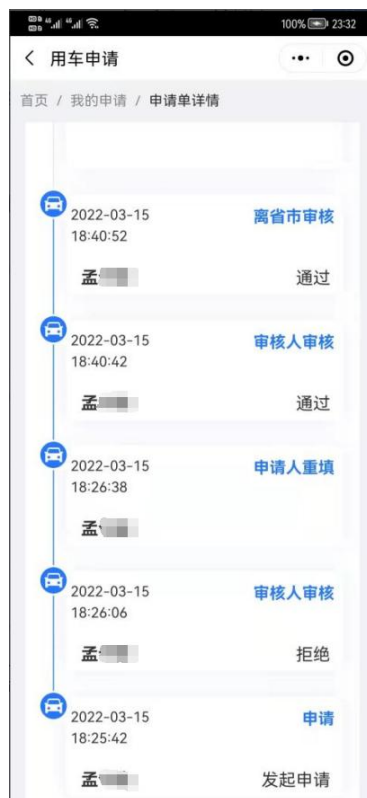 100% 23:32
用车申请
首页 / 我的申请 / 申请单详情
2022-03-15 离省市审核
18:40:52
孟 通过
2022-03-15 审核人审核
18:40:42
孟 通过
2022-03-15 申请人重填
18:26:38
孟
2022-03-15 审核人审核
18:26:06
孟 拒绝
2022-03-15 申请
18:25:42
孟 发起申请